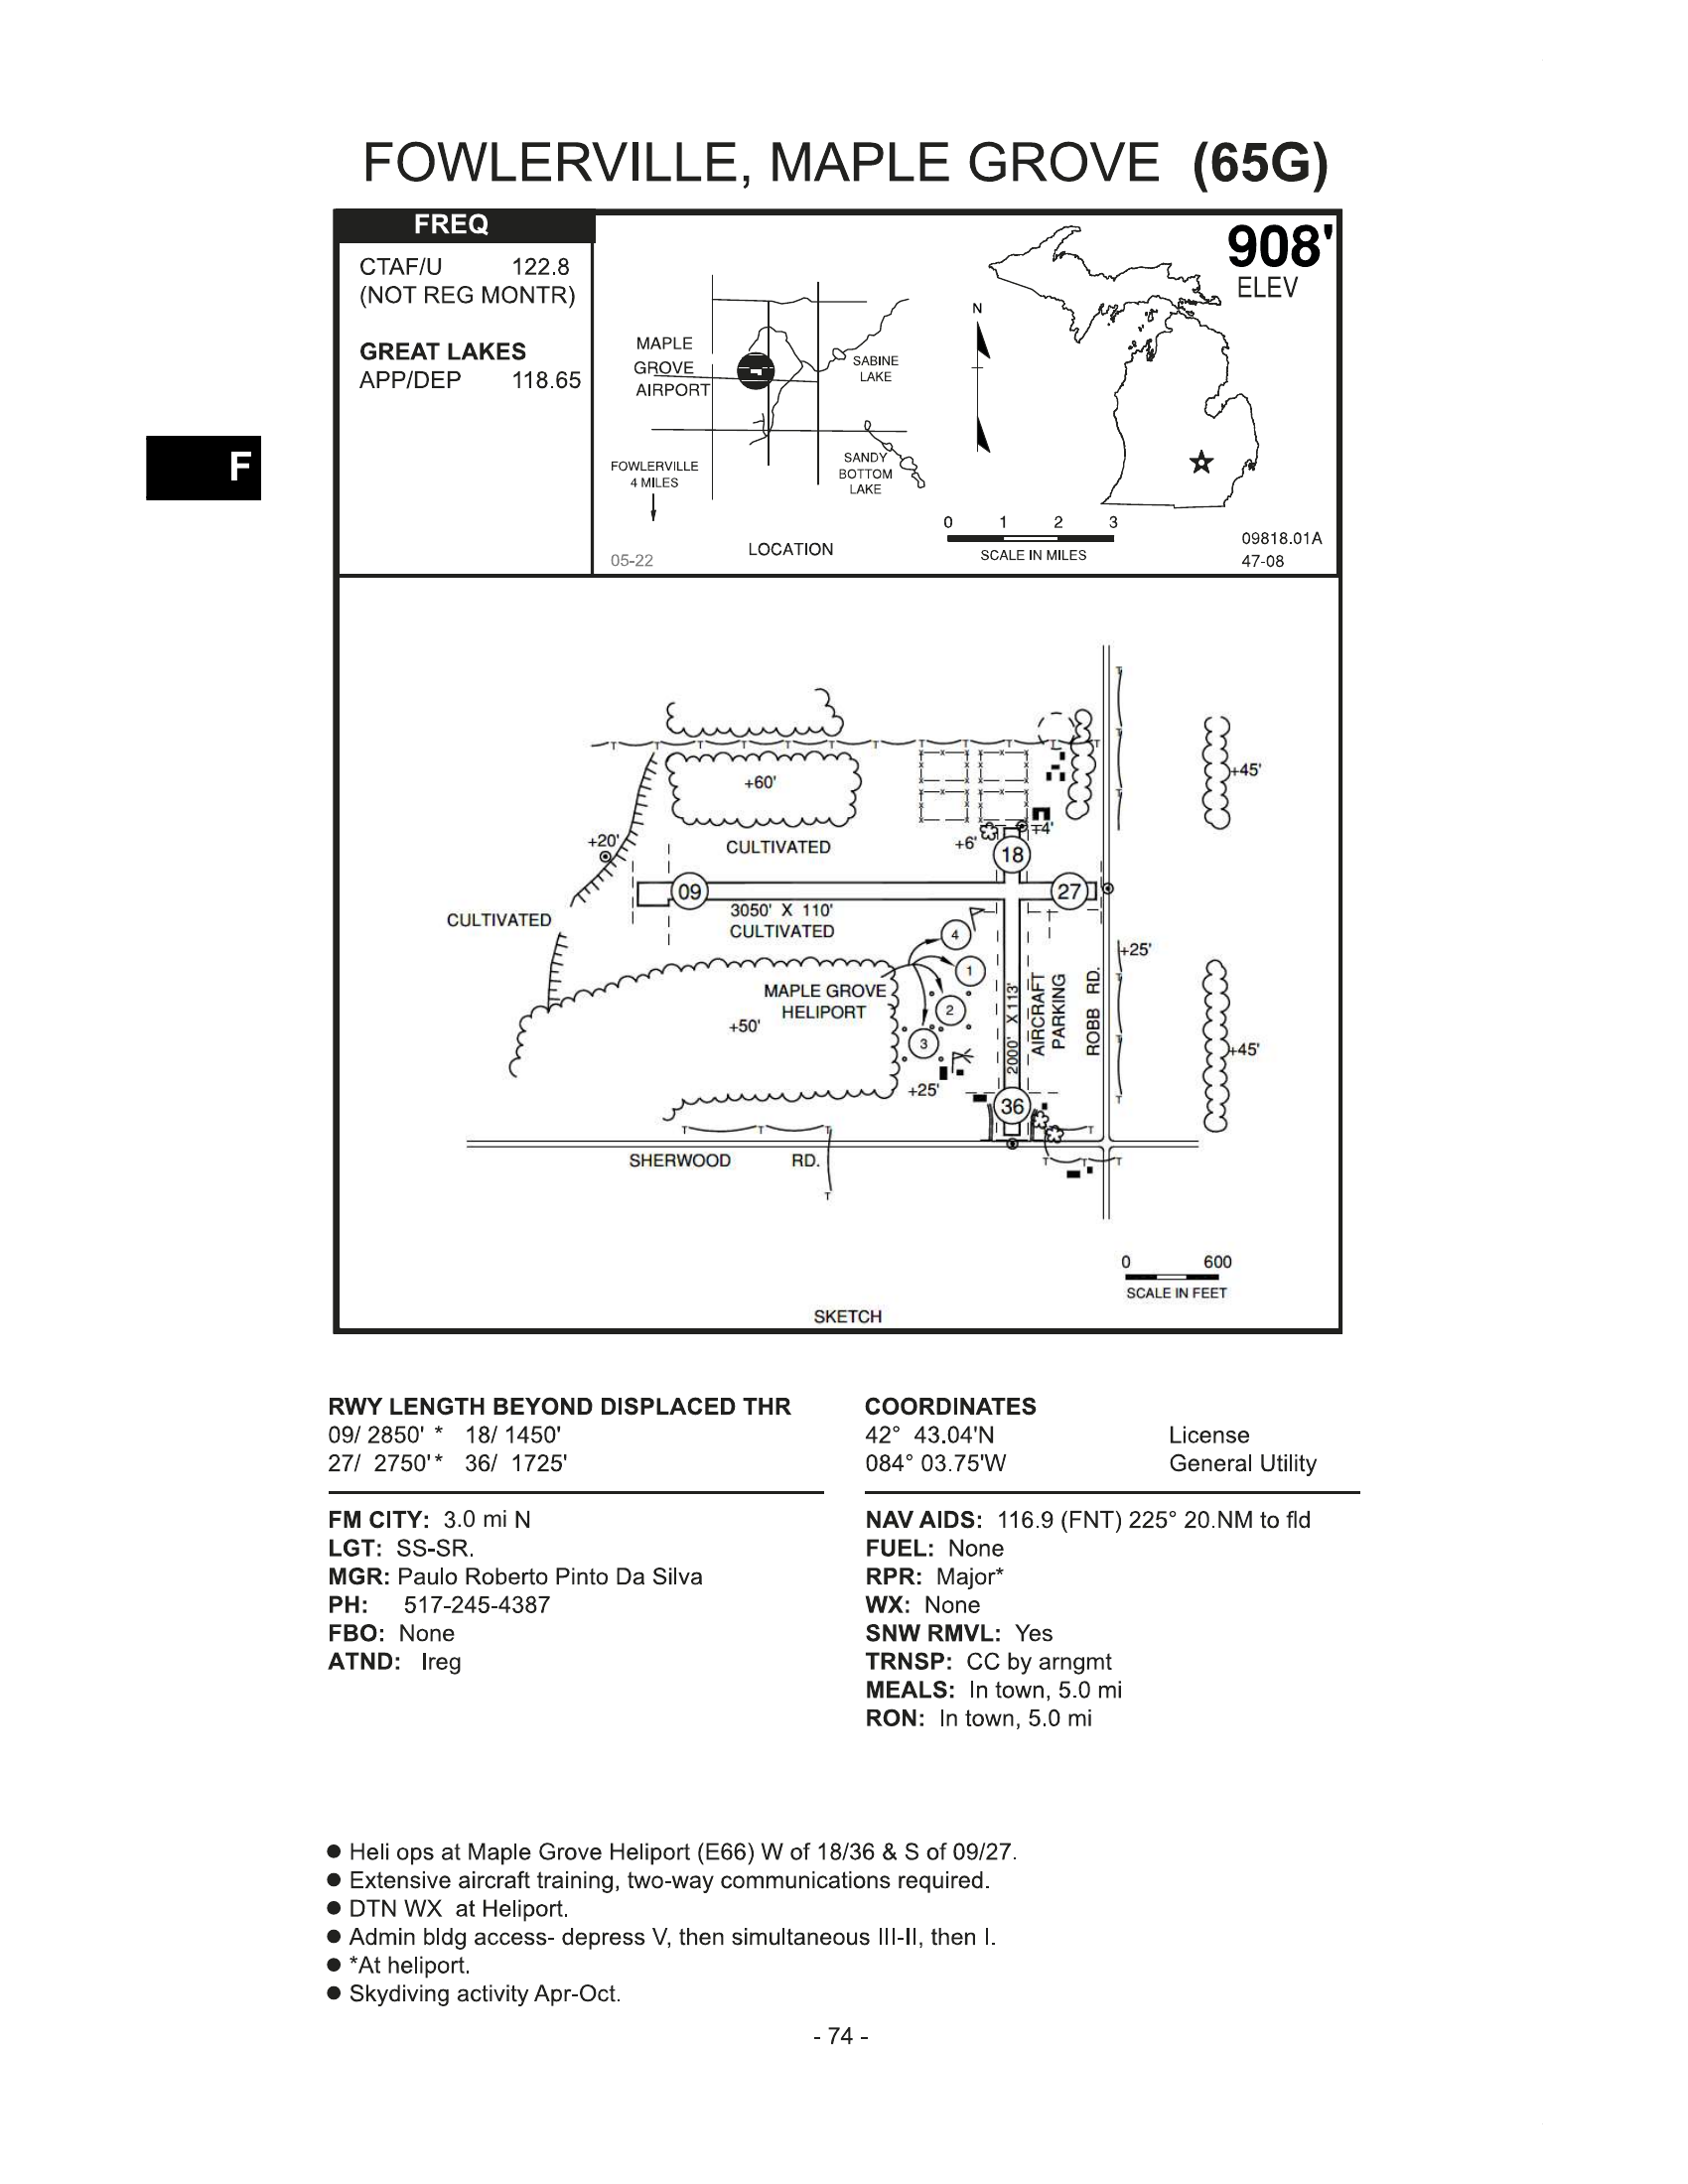 FOWLERVILLE, MAPLE GROVE (65G)
FREQ
CTAF/U 122.8
(NOT REG MONTR)
GREAT LAKES
APP/DEP 118.65
F
MAPLE
GROVE
AIRPORT
SABINE
LAKE
SANDY
BOTTOM
LAKE
FOWLERVILLE
4 MILES
05-22
LOCATION
N
0 1 2 3
SCALE IN MILES
908'
ELEV
09818.01A
47-08
+60'
+45'
+20'
CULTIVATED
+6'
+4'
18
09
27
3050' X 110'
CULTIVATED
CULTIVATED
4
1
2
3
MAPLE GROVE
HELIPORT
+50'
+25'
2000' X 113'
AIRCRAFT
PARKING
ROBB RD.
+25'
+45'
36
SHERWOOD RD.
0 600
SCALE IN FEET
SKETCH
RWY LENGTH BEYOND DISPLACED THR
09/ 2850' * 18/ 1450'
27/ 2750'* 36/ 1725'
COORDINATES
42° 43.04'N License
084° 03.75'W General Utility
FM CITY: 3.0 mi N
LGT: SS-SR.
MGR: Paulo Roberto Pinto Da Silva
PH: 517-245-4387
FBO: None
ATND: Ireg
NAV AIDS: 116.9 (FNT) 225° 20.NM to fld
FUEL: None
RPR: Major*
WX: None
SNW RMVL: Yes
TRNSP: CC by arngmt
MEALS: In town, 5.0 mi
RON: In town, 5.0 mi
● Heli ops at Maple Grove Heliport (E66) W of 18/36 & S of 09/27.
● Extensive aircraft training, two-way communications required.
● DTN WX at Heliport.
● Admin bldg access- depress V, then simultaneous III-II, then I.
● *At heliport.
● Skydiving activity Apr-Oct.
- 74 -